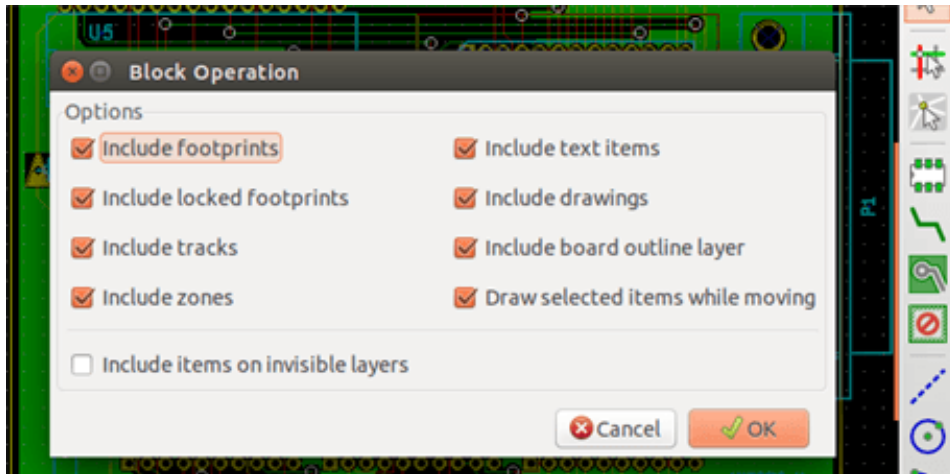 U5
Block Operation
Options
Include footprints
Include text items
Include locked footprints
Include drawings
Include tracks
Include board outline layer
Include zones
Draw selected items while moving
Include items on invisible layers
P1
Cancel
OK